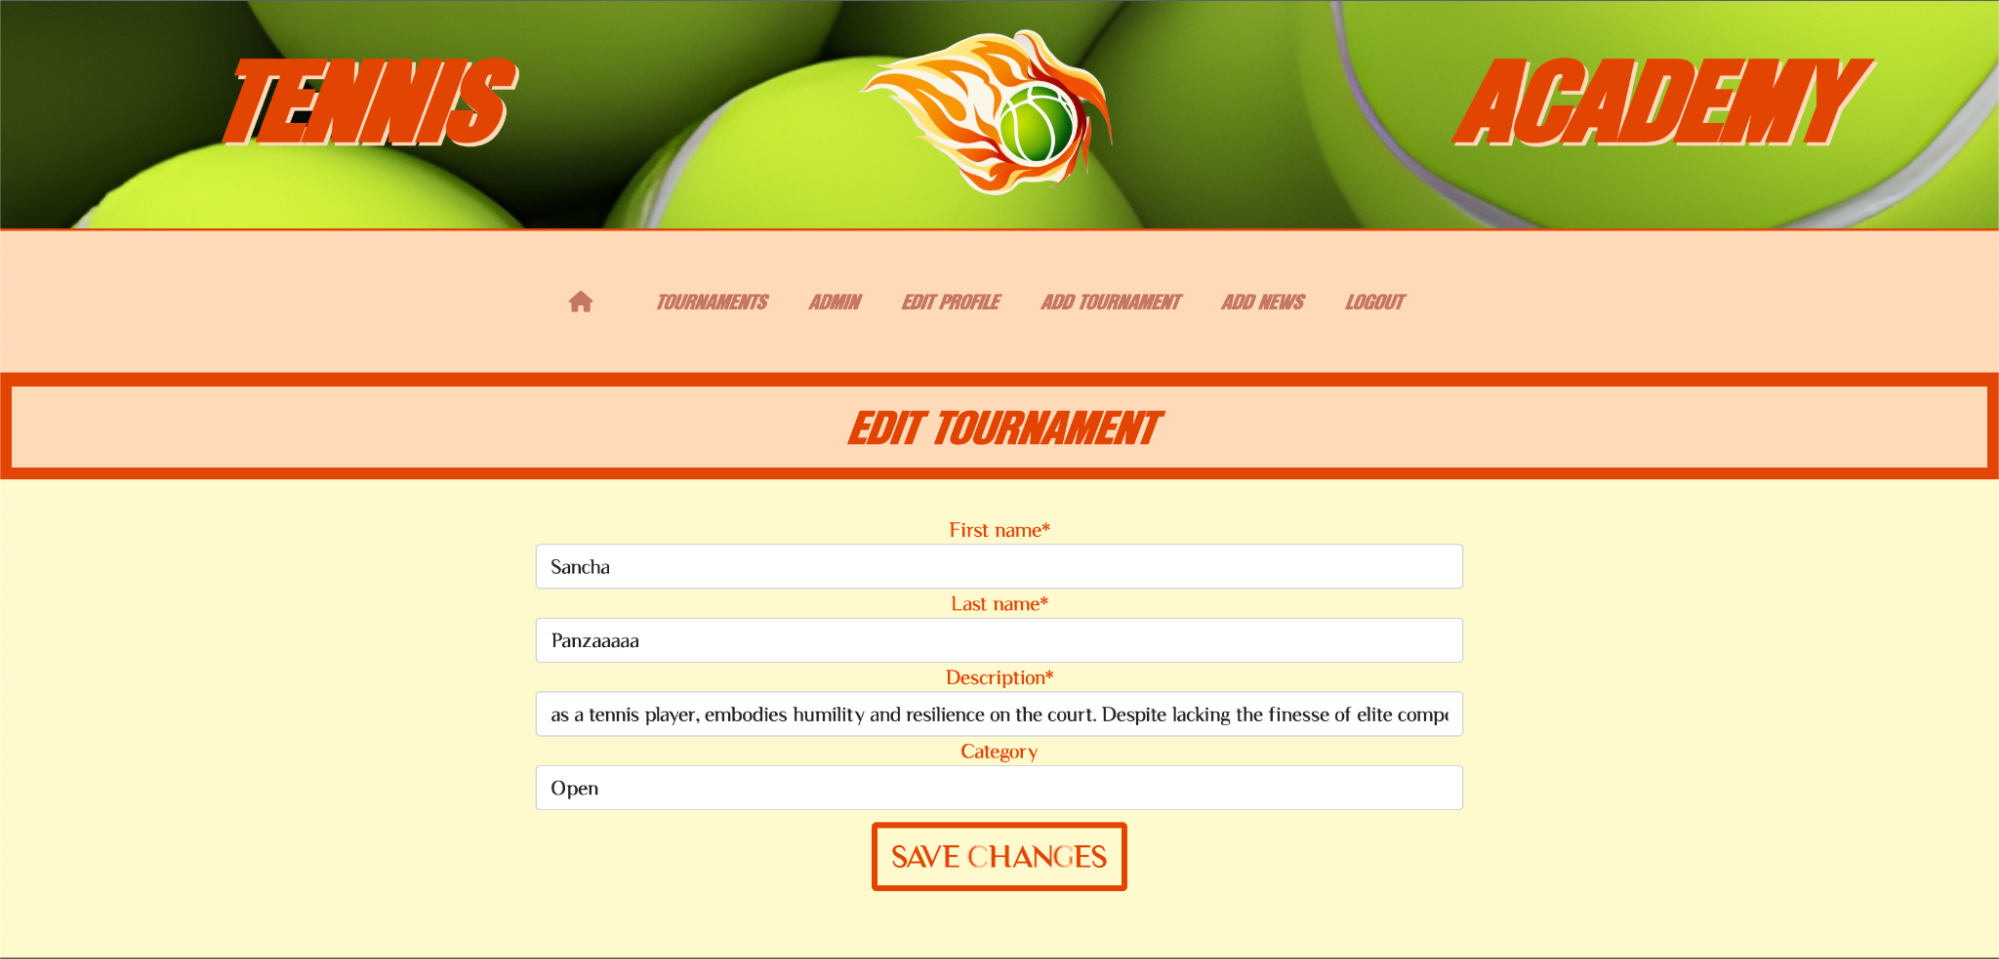 TENNIS ACADEMY
TOURNAMENTS ADMIN EDIT PROFILE ADD TOURNAMENT ADD NEWS LOGOUT
EDIT TOURNAMENT
First name*
Sancha
Last name*
Panzaaaaa
Description*
as a tennis player, embodies humility and resilience on the court. Despite lacking the finesse of elite
Category
Open
SAVE CHANGES